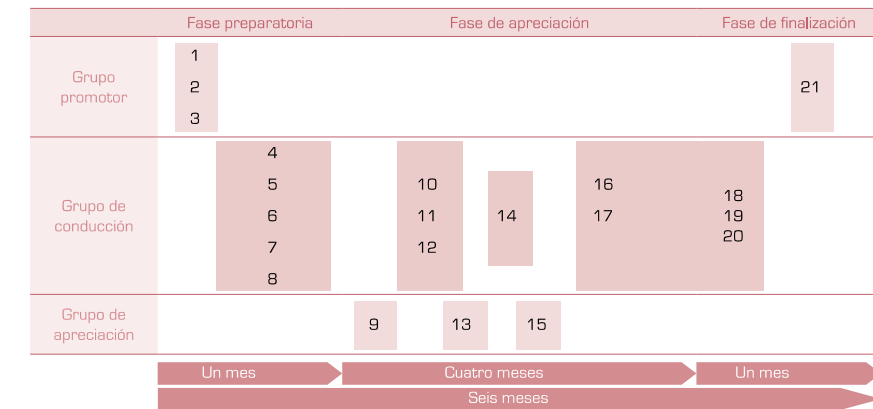 Fase preparatoria Fase de apreciación Fase de finalización
Grupo
promotor
1
2
3
21
Grupo de
conducción
4
5
6
7
8
10
11
12
14
16
17
18
19
20
Grupo de
apreciación
9 13 15
Un mes Cuatro meses Un mes
Seis meses